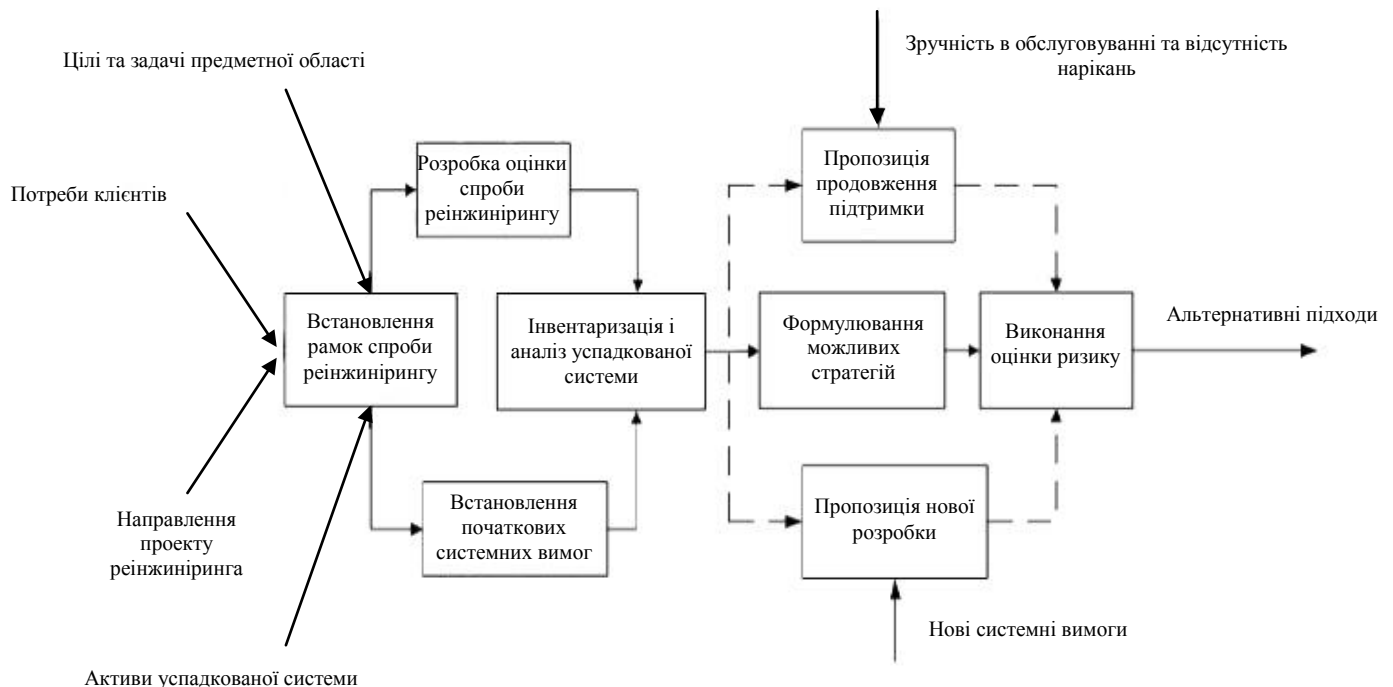 Зручність в обслуговуванні та відсутність
нарікань
Цілі та задачі предметної області
Розробка оцінки
спроби
реінжинірингу
Пропозиція
продовження
підтримки
Потреби клієнтів
Встановлення
рамок спроби
реінжинірингу
Інвентаризація і
аналіз успадкованої
системи
Формулювання
можливих
стратегій
Виконання
оцінки ризику
Альтернативні підходи
Встановлення
початкових
системних вимог
Пропозиція нової
розробки
Направлення
проекту
реінжиніринга
Нові системні вимоги
Активи успадкованої системи